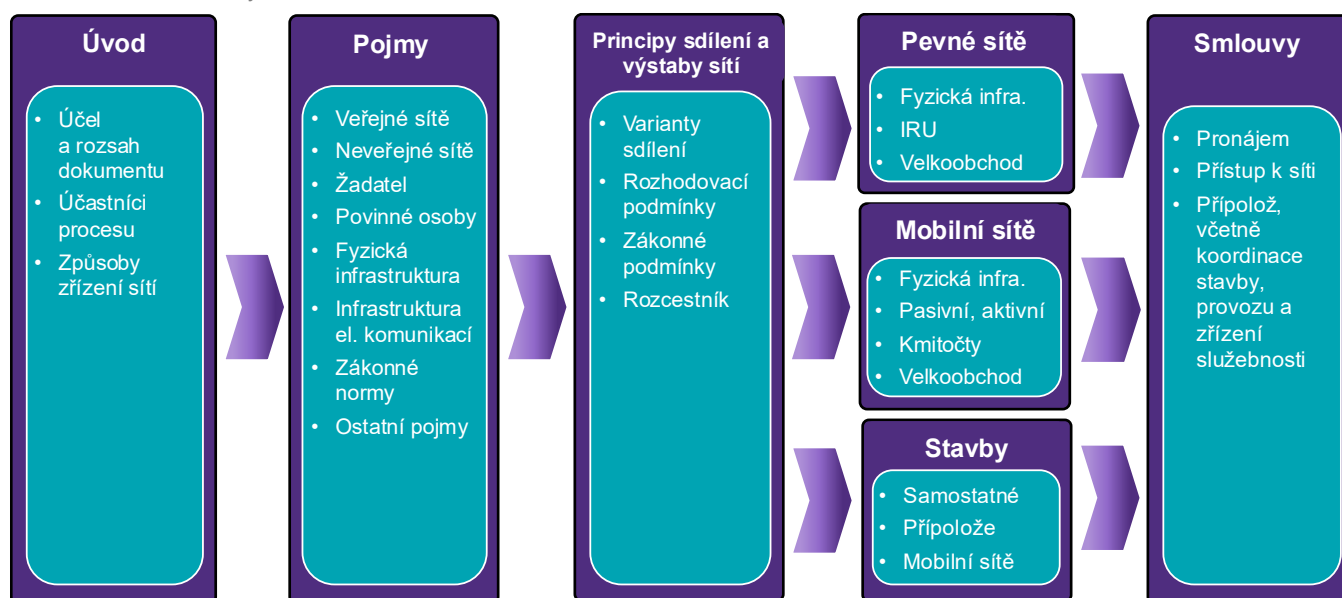 Úvod
Účel
a rozsah
dokumentu
Účastníci
procesu
Způsoby
zřízení sítí
Pojmy
Veřejné sítě
Neveřejné sítě
Žadatel
Povinné osoby
Fyzická
infrastruktura
Infrastruktura
el. komunikací
Zákonné
normy
Ostatní pojmy
Principy sdílení a
výstaby sítí
Varianty
sdílení
Rozhodovací
podmínky
Zákonné
podmínky
Rozcestník
Pevné sítě
Fyzická infra.
IRU
Velkoobchod
Mobilní sítě
Fyzická infra.
Pasivní, aktivní
Kmitočty
Velkoobchod
Stavby
Samostatné
Přípolože
Mobilní sítě
Smlouvy
Pronájem
Přístup k síti
Přípolož,
včetně
koordinace
stavby,
provozu a
zřízení
služebnosti